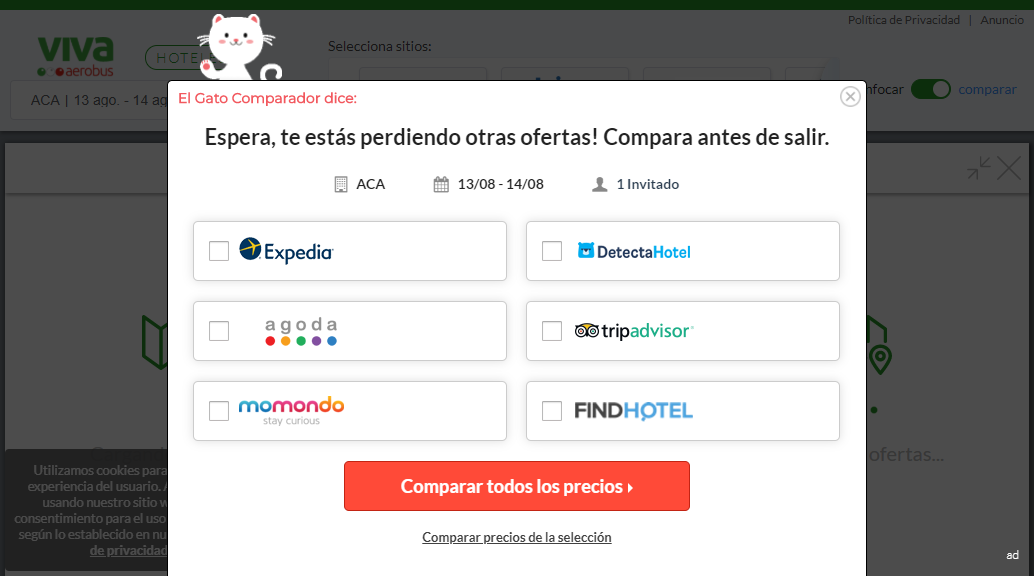 Política de Privacidad | Anuncio
viva
aerobus
HOTELE
Selecciona sitios:
ACA | 13 ago. - 14 ag
nfocar
comparar
El Gato Comparador dice:
Espera, te estás perdiendo otras ofertas! Compara antes de salir.
ACA
13/08 - 14/08
1 Invitado
Expedia
DetectaHotel
agoda
tripadvisor
momondo
stay curious
FINDHOTEL
ofertas...
Comparar todos los precios
Comparar precios de la selección
Utilizamos cookies para
experiencia del usuario. A
usando nuestro sitio w
consentimiento para el uso
según lo establecido en nu
de privacidad
ad